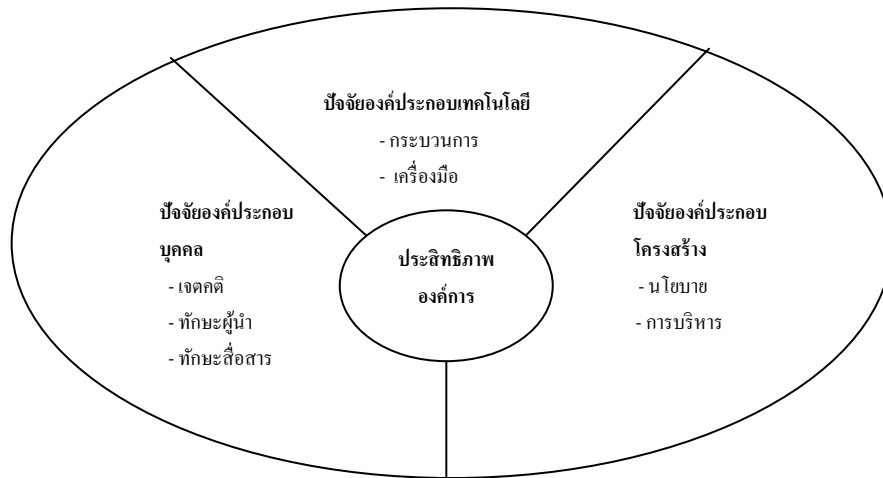 ปัจจัยองค์ประกอบเทคโนโลยี
- กระบวนการ
- เครื่องมือ
ปัจจัยองค์ประกอบ
บุคคล
- เจตคติ
- ทักษะผู้นำ
- ทักษะสื่อสาร
ประสิทธิภาพ
องค์การ
ปัจจัยองค์ประกอบ
โครงสร้าง
- นโยบาย
- การบริหาร